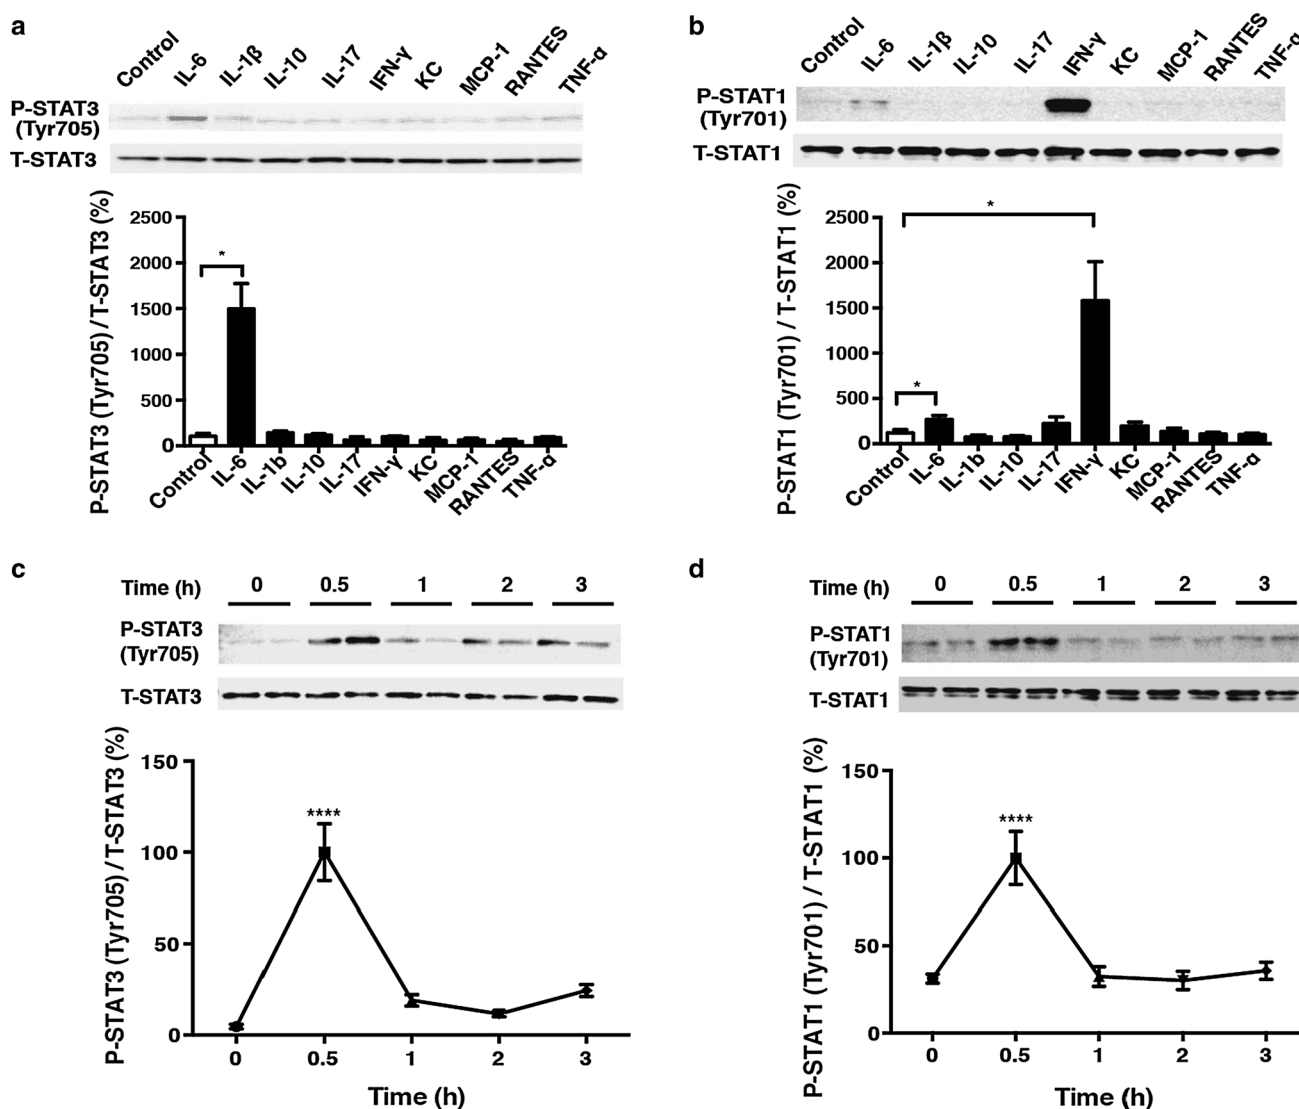 a
Control IL-6 IL-1β IL-10 IL-17 IFN-γ KC MCP-1 RANTES TNF-α
P-STAT3
(Tyr705)
T-STAT3
P-STAT3 (Tyr705) / T-STAT3 (%)
2500
2000
1500
1000
500
0
*
Control IL-6 IL-1b IL-10 IL-17 IFN-γ KC MCP-1 RANTES TNF-α
b
Control IL-6 IL-1β IL-10 IL-17 IFN-γ KC MCP-1 RANTES TNF-α
P-STAT1
(Tyr701)
T-STAT1
P-STAT1 (Tyr701) / T-STAT1 (%)
2500
2000
1500
1000
500
0
*
*
Control IL-6 IL-1b IL-10 IL-17 IFN-γ KC MCP-1 RANTES TNF-α
c
Time (h) 0 0.5 1 2 3
P-STAT3
(Tyr705)
T-STAT3
P-STAT3 (Tyr705) / T-STAT3 (%)
150
100
50
0
****
0 0.5 1 2 3
Time (h)
d
Time (h) 0 0.5 1 2 3
P-STAT1
(Tyr701)
T-STAT1
P-STAT1 (Tyr701) / T-STAT1 (%)
150
100
50
0
****
0 0.5 1 2 3
Time (h)